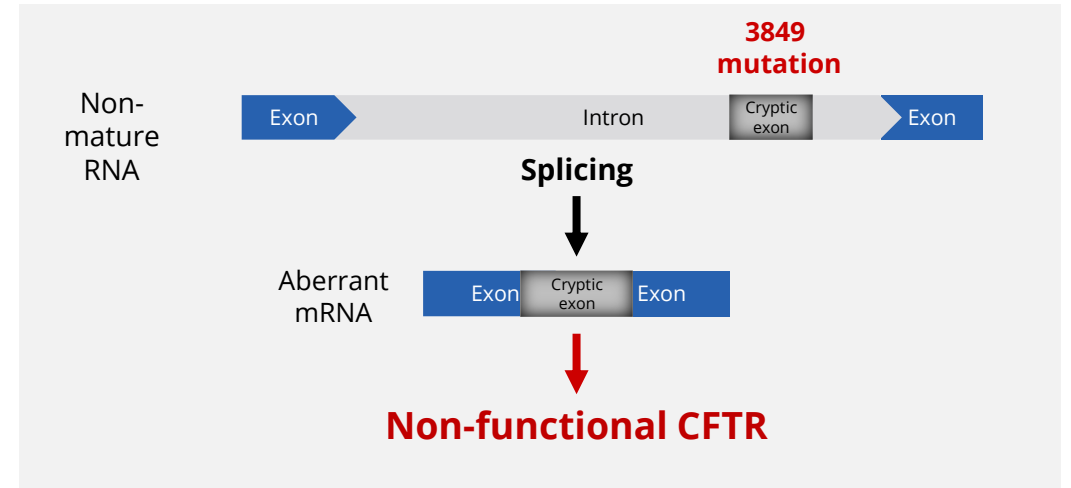 3849
mutation
Non-
mature
RNA
Exon
Intron
Cryptic
exon
Exon
Splicing
Aberrant
mRNA
Exon
Cryptic
exon
Exon
Non-functional CFTR